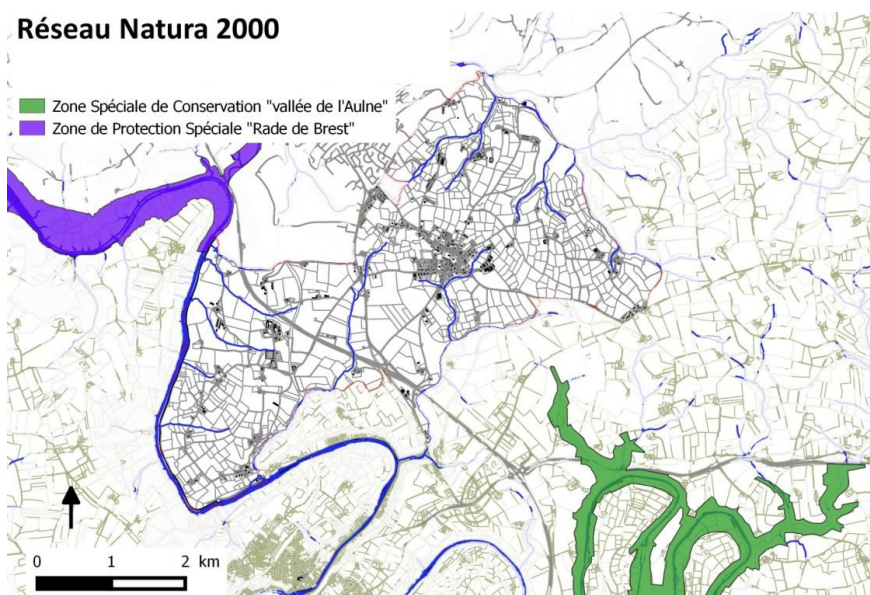 Réseau Natura 2000
Zone Spéciale de Conservation "vallée de l'Aulne"
Zone de Protection Spéciale "Rade de Brest"
0 1 2 km